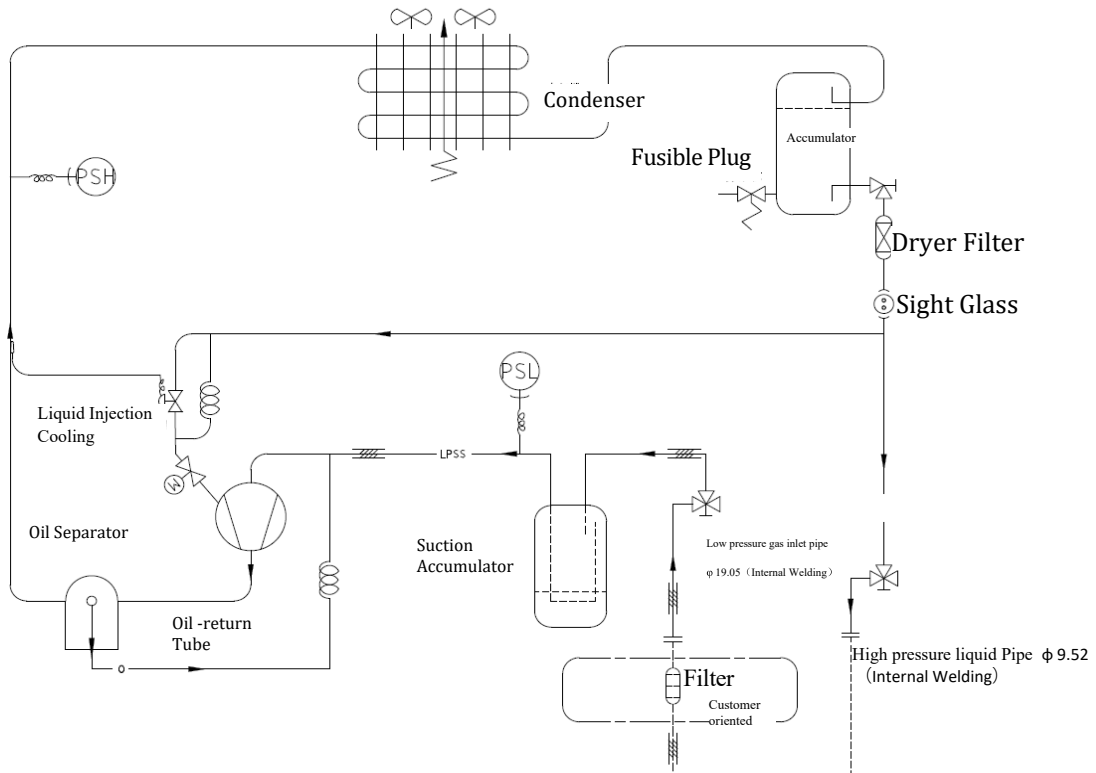 Condenser
Accumulator
Fusible Plug
PSH
Dryer Filter
Sight Glass
PSL
Liquid Injection
Cooling
LPSS
M
Oil Separator
Suction
Accumulator
Low pressure gas inlet pipe
φ 19.05（Internal Welding）
Oil -return
Tube
O
High pressure liquid Pipe φ 9.52
（Internal Welding）
Filter
Customer
oriented